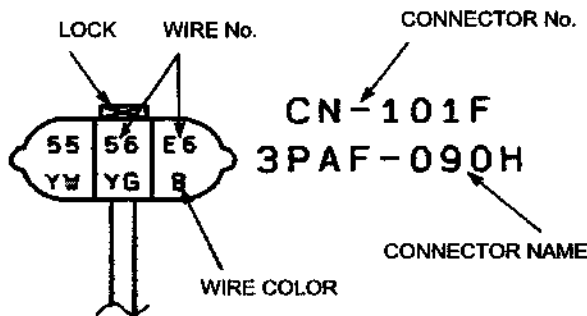 LOCK
WIRE No.
CONNECTOR No.
CN-101F
55 56 E6
3PAF-090H
YW YG B
CONNECTOR NAME
WIRE COLOR